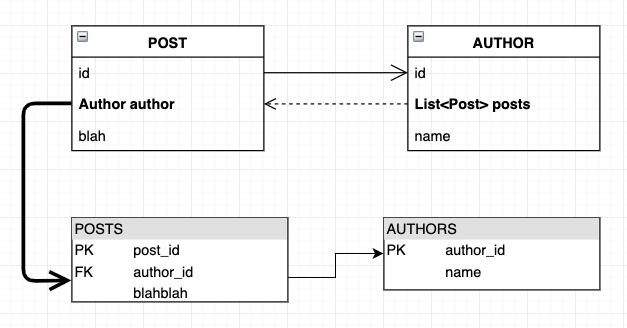 POST
id
Author author
blah
AUTHOR
id
List<Post> posts
name
POSTS
PK post_id
FK author_id
blahblah
AUTHORS
PK author_id
name